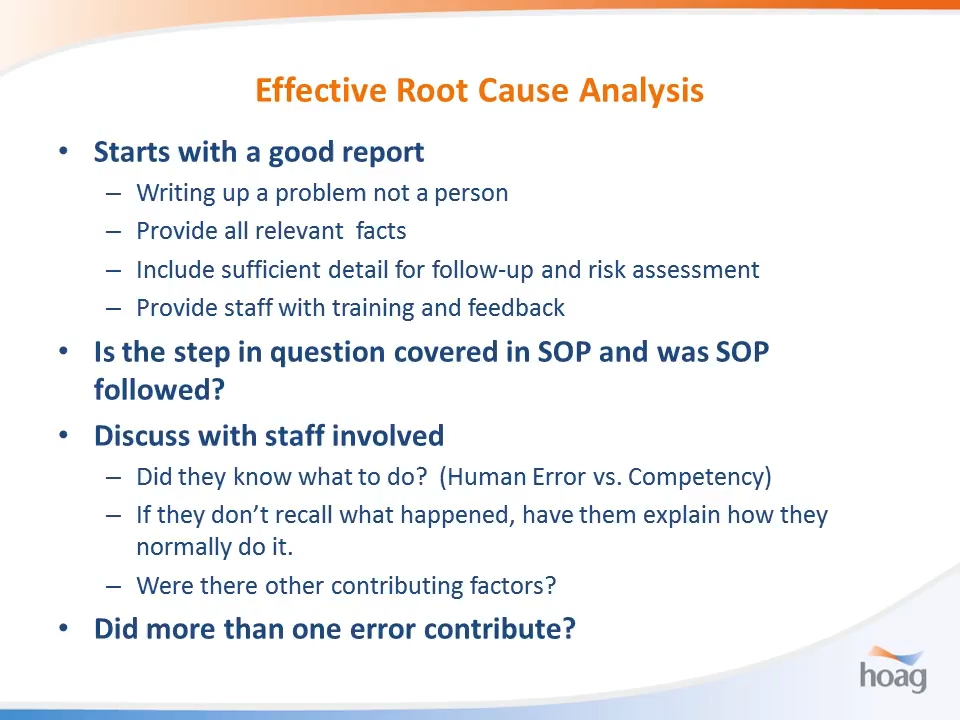 Effective Root Cause Analysis
• Starts with a good report
– Writing up a problem not a person
– Provide all relevant  facts
– Include sufficient detail for follow-up and risk assessment
– Provide staff with training and feedback
• Is the step in question covered in SOP and was SOP
followed?
• Discuss with staff involved
– Did they know what to do?  (Human Error vs. Competency)
– If they don’t recall what happened, have them explain how they
normally do it.
– Were there other contributing factors?
• Did more than one error contribute?
hoag